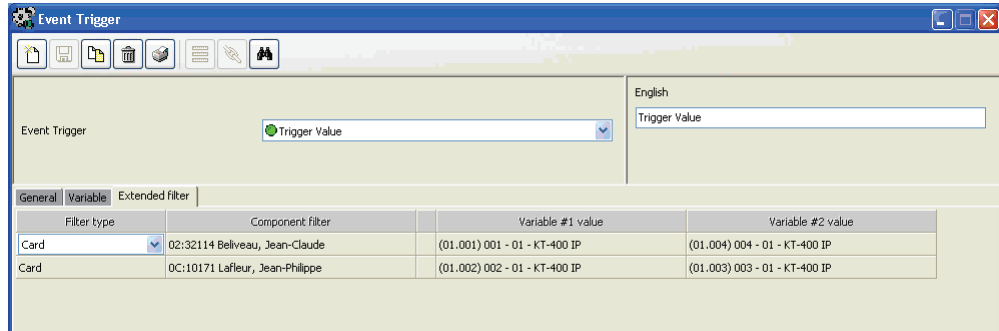 Event Trigger
English
Event Trigger
Trigger Value
Trigger Value
General Variable Extended filter
Filter type Component filter Variable #1 value Variable #2 value
Card 02:32114 Beliveau, Jean-Claude (01.001) 001 - 01 - KT-400 IP (01.004) 004 - 01 - KT-400 IP
Card 0C:10171 Lafleur, Jean-Philippe (01.002) 002 - 01 - KT-400 IP (01.003) 003 - 01 - KT-400 IP